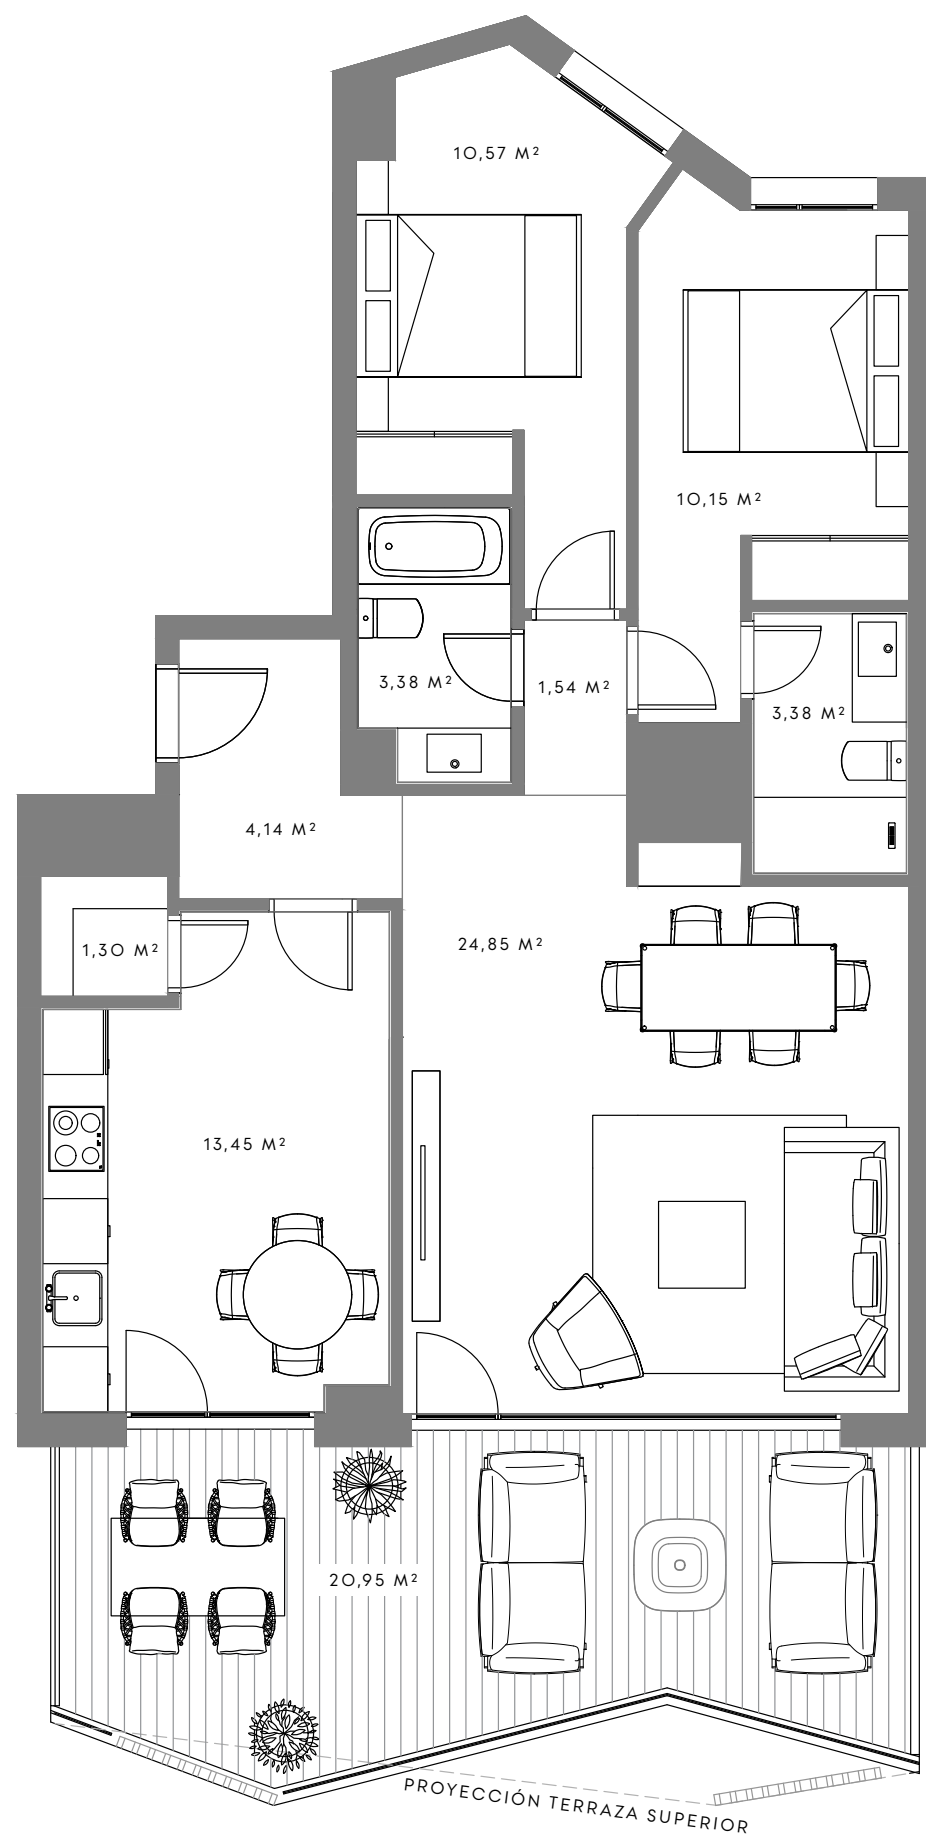 10,57 M²
10,15 M²
3,38 M²
1,54 M²
3,38 M²
4,14 M²
24,85 M²
1,30 M²
13,45 M²
20,95 M²
PROYECCIÓN TERRAZA SUPERIOR